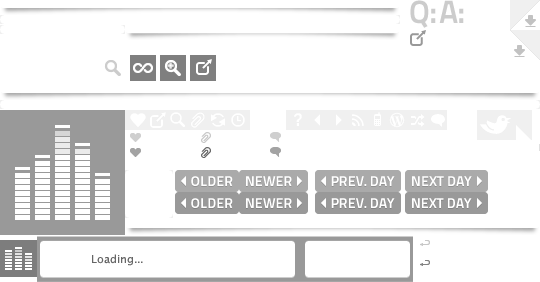 Q: A:
OLDER NEWER PREV. DAY NEXT DAY
OLDER NEWER PREV. DAY NEXT DAY
Loading...